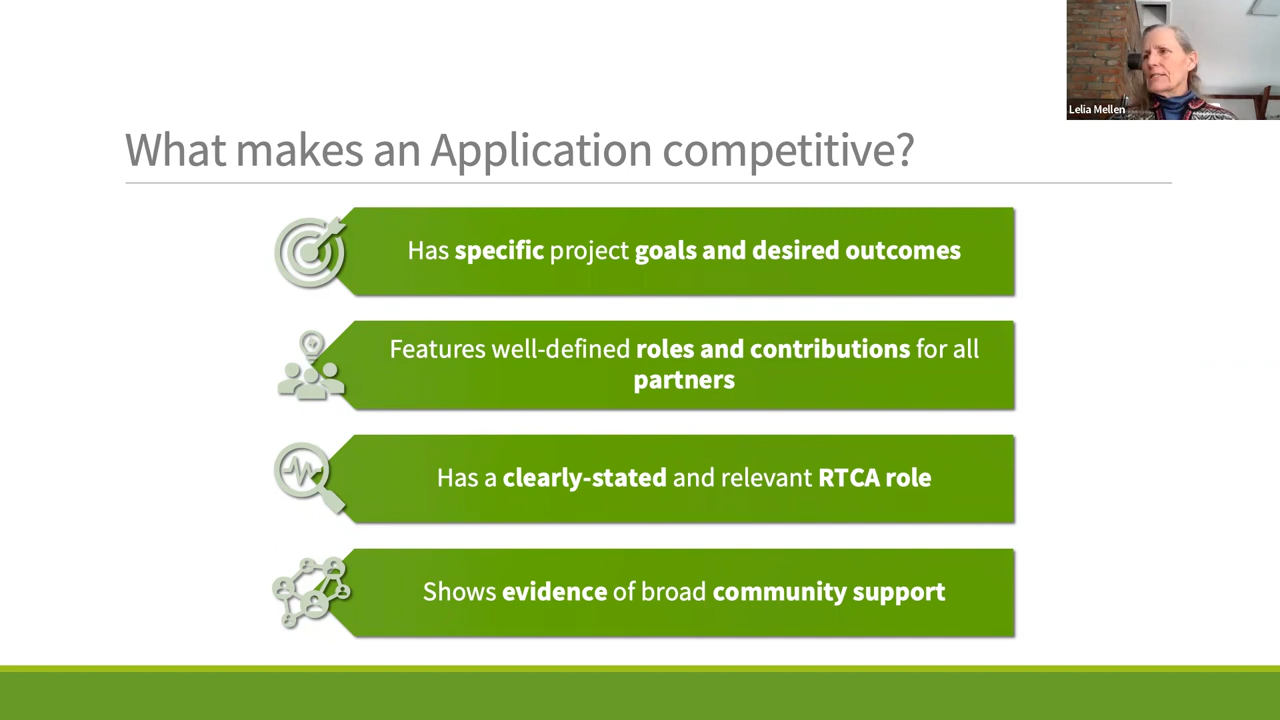 Lelia Mellen
What makes an Application competitive?
Has specific project goals and desired outcomes
Features well-defined roles and contributions for all
partners
Has a clearly-stated and relevant RTCA role
Shows evidence of broad community support